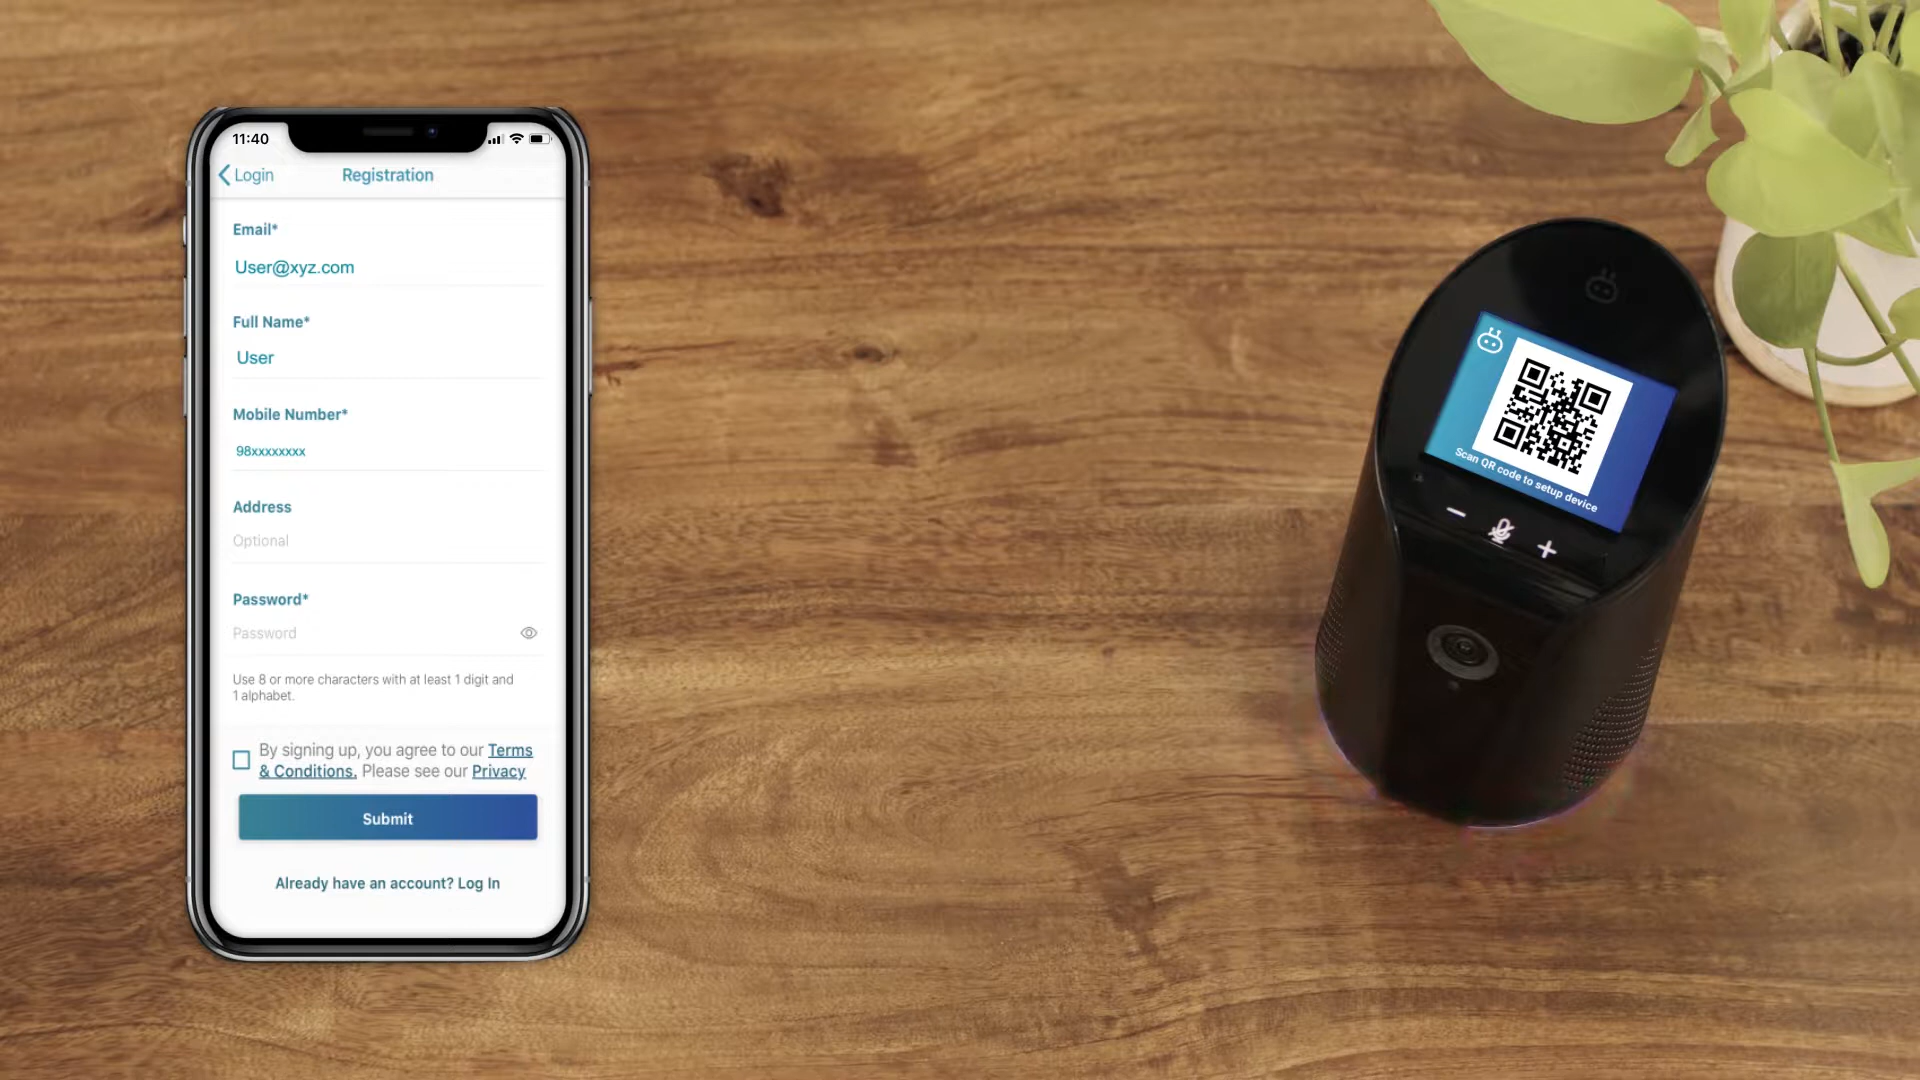 11:40
Login
Registration
Email*
User@xyz.com
Full Name*
User
Mobile Number*
98xxxxxxxx
Address
Optional
Password*
Password
Use 8 or more characters with at least 1 digit and
1 alphabet.
By signing up, you agree to our Terms
& Conditions. Please see our Privacy
Submit
Already have an account? Log In
Scan QR code to setup device